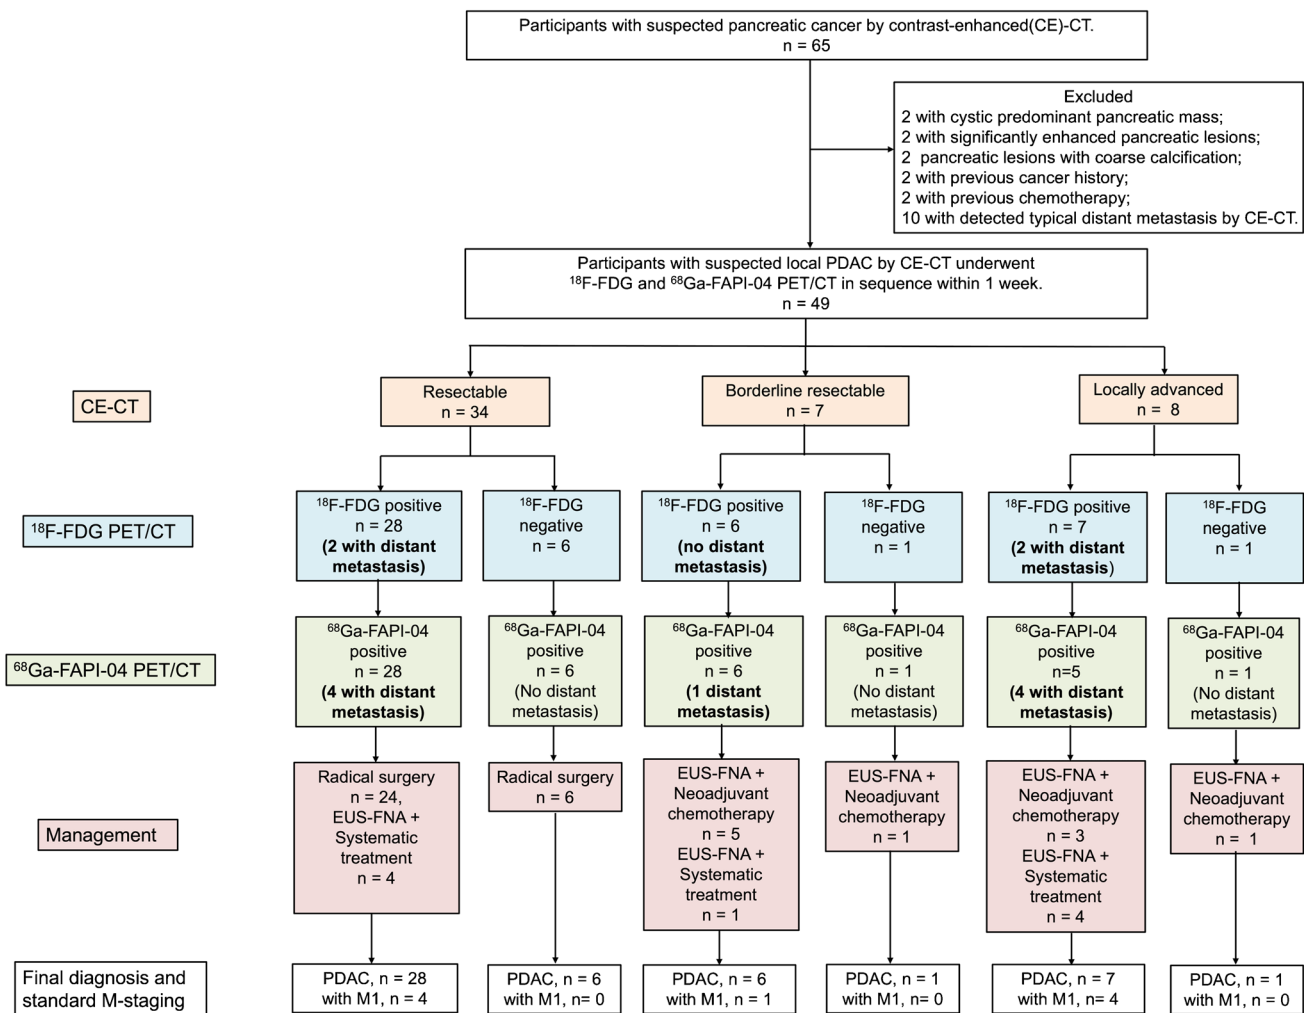 Participants with suspected pancreatic cancer by contrast-enhanced(CE)-CT.
n = 65
Excluded
2 with cystic predominant pancreatic mass;
2 with significantly enhanced pancreatic lesions;
2 pancreatic lesions with coarse calcification;
2 with previous cancer history;
2 with previous chemotherapy;
10 with detected typical distant metastasis by CE-CT.
Participants with suspected local PDAC by CE-CT underwent
¹⁸F-FDG and ⁶⁸Ga-FAPI-04 PET/CT in sequence within 1 week.
n = 49
CE-CT
Resectable
n = 34
Borderline resectable
n = 7
Locally advanced
n = 8
¹⁸F-FDG PET/CT
¹⁸F-FDG positive
n = 28
(2 with distant
metastasis)
¹⁸F-FDG
negative
n = 6
¹⁸F-FDG positive
n = 6
(no distant
metastasis)
¹⁸F-FDG
negative
n = 1
¹⁸F-FDG positive
n = 7
(2 with distant
metastasis)
¹⁸F-FDG
negative
n = 1
⁶⁸Ga-FAPI-04 PET/CT
⁶⁸Ga-FAPI-04
positive
n = 28
(4 with distant
metastasis)
⁶⁸Ga-FAPI-04
positive
n = 6
(No distant
metastasis)
⁶⁸Ga-FAPI-04
positive
n = 6
(1 distant
metastasis)
⁶⁸Ga-FAPI-04
positive
n = 1
(No distant
metastasis)
⁶⁸Ga-FAPI-04
positive
n=5
(4 with distant
metastasis)
⁶⁸Ga-FAPI-04
positive
n = 1
(No distant
metastasis)
Management
Radical surgery
n = 24,
EUS-FNA +
Systematic
treatment
n = 4
Radical surgery
n = 6
EUS-FNA +
Neoadjuvant
chemotherapy
n = 5
EUS-FNA +
Systematic
treatment
n = 1
EUS-FNA +
Neoadjuvant
chemotherapy
n = 1
EUS-FNA +
Neoadjuvant
chemotherapy
n = 3
EUS-FNA +
Systematic
treatment
n = 4
EUS-FNA +
Neoadjuvant
chemotherapy
n = 1
Final diagnosis and
standard M-staging
PDAC, n = 28
with M1, n = 4
PDAC, n = 6
with M1, n= 0
PDAC, n = 6
with M1, n = 1
PDAC, n = 1
with M1, n= 0
PDAC, n = 7
with M1, n = 4
PDAC, n = 1
with M1, n= 0